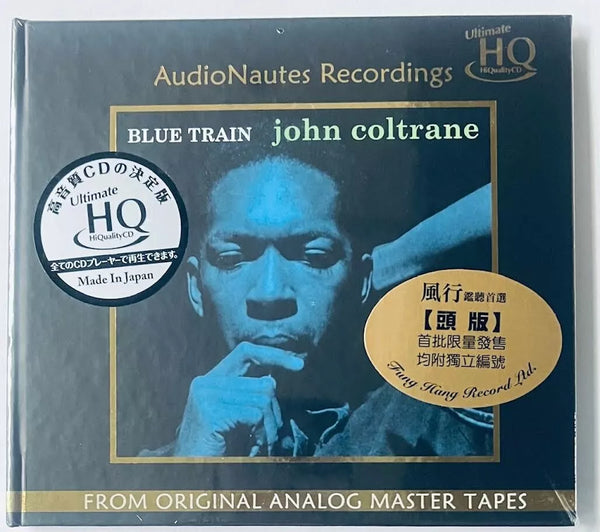 Ultimate
HQ
HiQualityCD
AudioNautes Recordings
BLUE TRAIN john coltrane
高音質CDの決定版
Ultimate
HQ
HiQualityCD
全てのCDプレーヤーで再生できます。
Made In Japan
風行鑑聽首選
【頭版】
首批限量發售
均附獨立編號
Fung Hang Record Ltd.
FROM ORIGINAL ANALOG MASTER TAPES